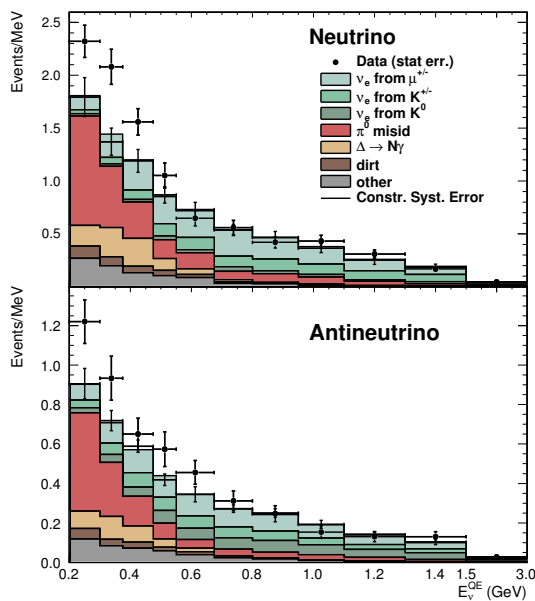 Neutrino
Events/MeV
2.5
2.0
1.5
1.0
0.5
Data (stat err.)
νe from μ+/-
νe from K+/-
νe from K0
π0 misid
Δ → Nγ
dirt
other
Constr. Syst. Error
Antineutrino
Events/MeV
1.2
1.0
0.8
0.6
0.4
0.2
0.0
0.2 0.4 0.6 0.8 1.0 1.2 1.4 1.5 3.0
EνQE (GeV)